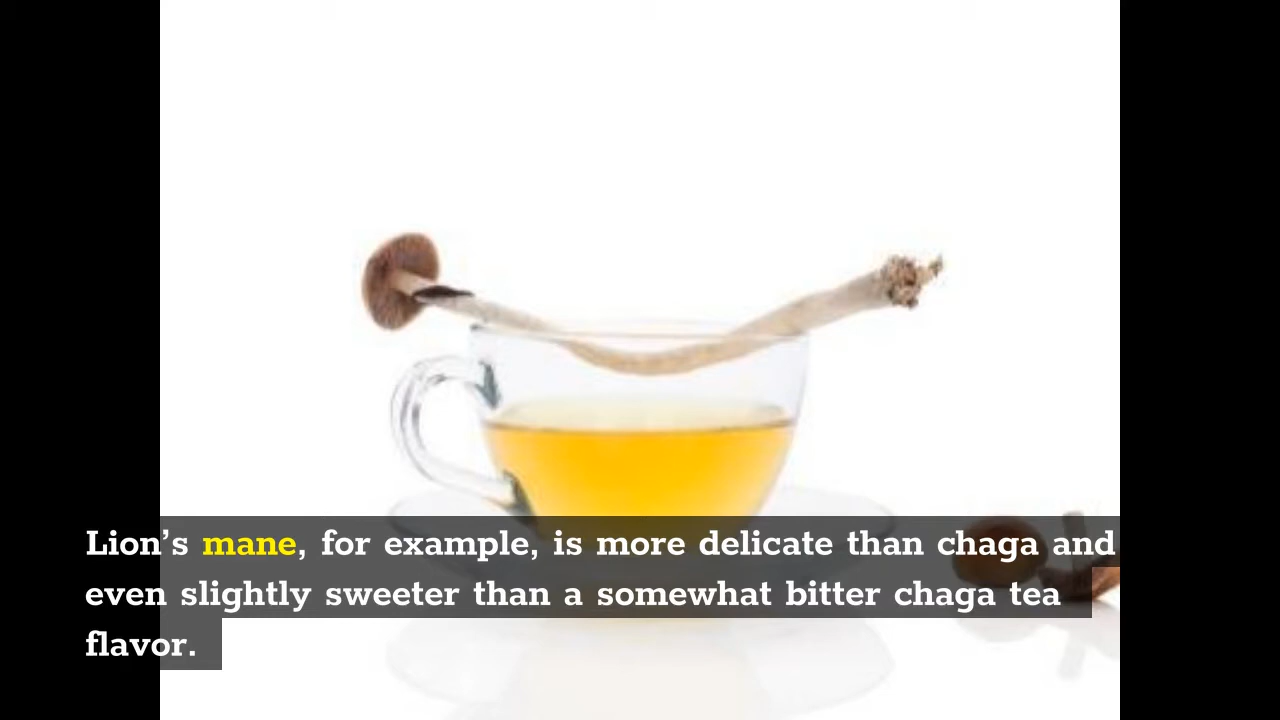 Lion’s mane, for example, is more delicate than chaga and
even slightly sweeter than a somewhat bitter chaga tea
flavor.